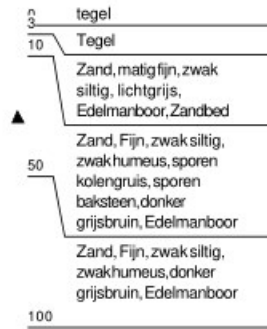 0 tegel
3
10 Tegel
Zand, matig fijn, zwak
siltig, lichtgrijs,
Edelmanboor, Zandbed
Zand, Fijn, zwak siltig,
zwak humeus, sporen
50 kolengruis, sporen
baksteen, donker
grijsbruin, Edelmanboor
Zand, Fijn, zwak siltig,
zwak humeus, donker
grijsbruin, Edelmanboor
100